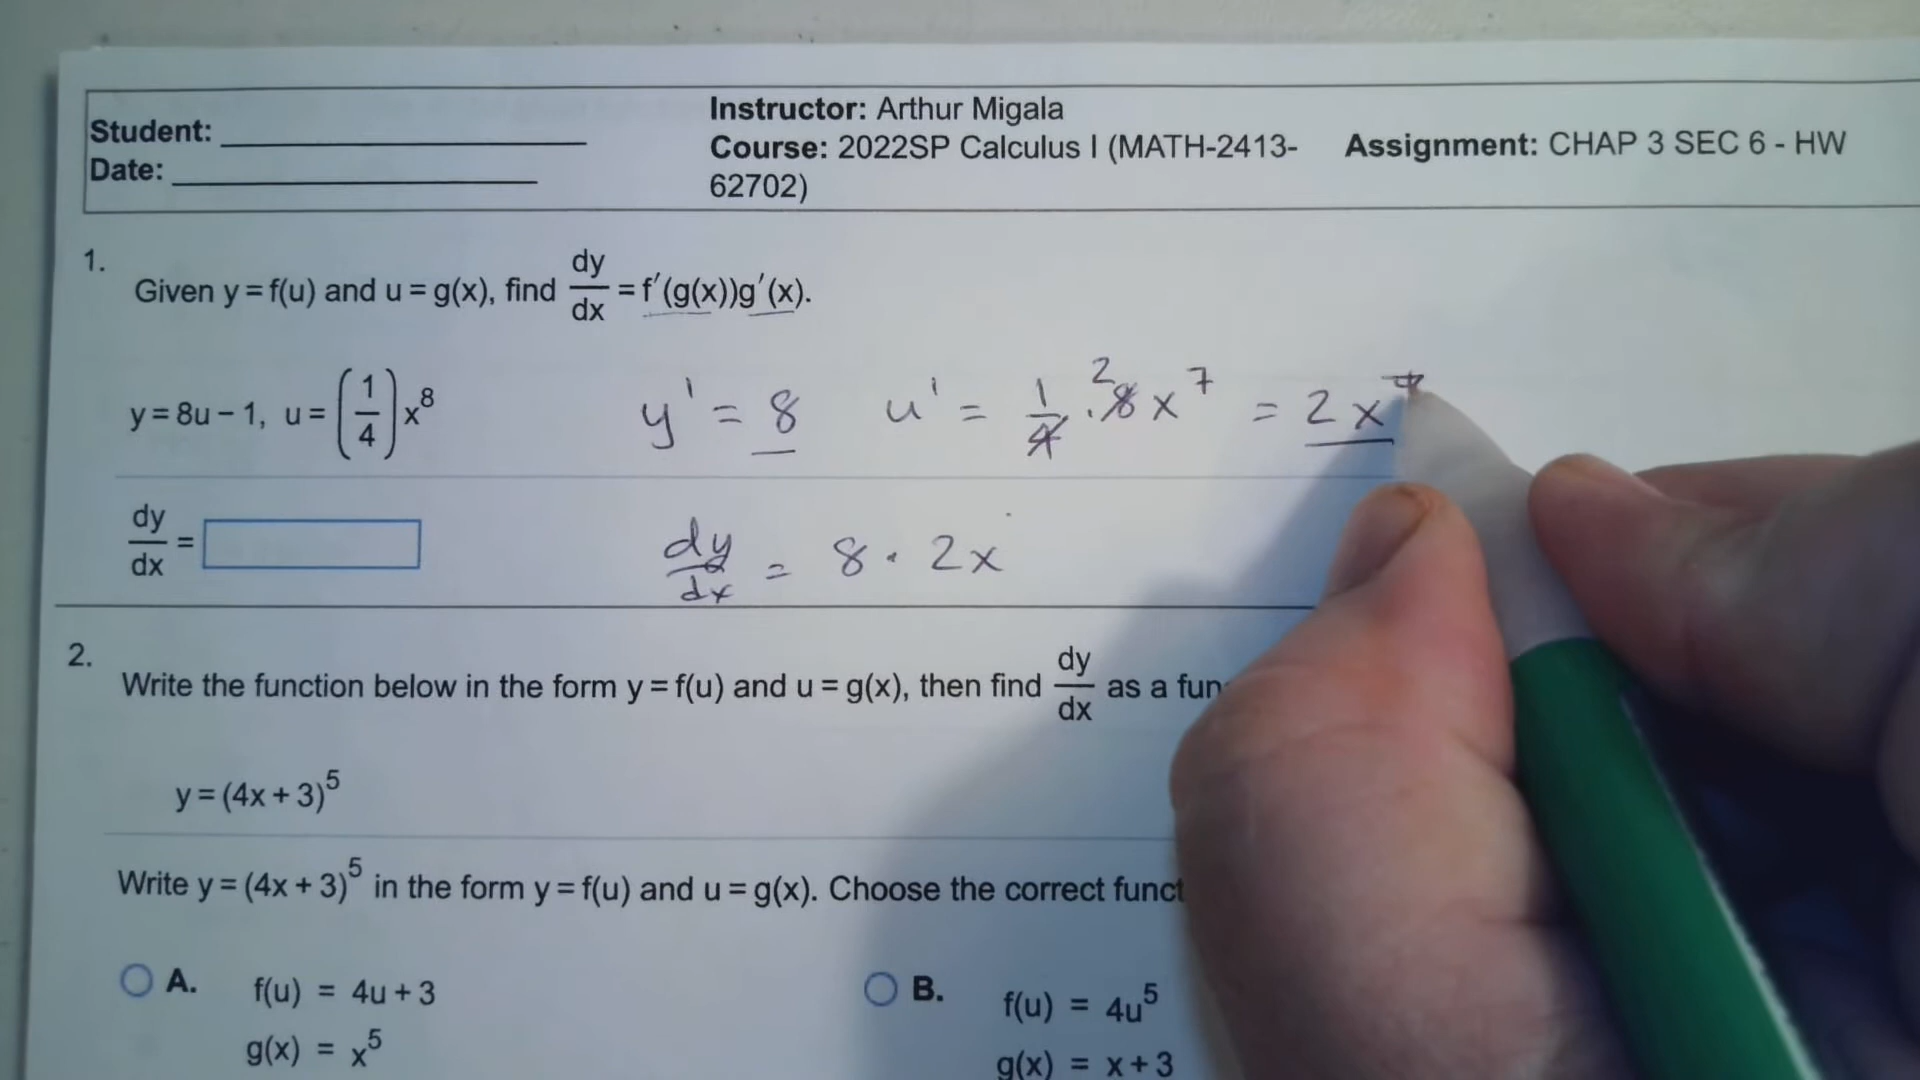 Student:
Date:
Instructor: Arthur Migala
Course: 2022SP Calculus I (MATH-2413-
62702)
Assignment: CHAP 3 SEC 6 - HW
1.
Given y = f(u) and u = g(x), find dy/dx = f'(g(x))g'(x).
y = 8u − 1, u = (1/4)x^8
y' = 8 u' = 1/4 · 8 2 x^7 = 2x^7
dy/dx =
dy/dx = 8 · 2x
2.
Write the function below in the form y = f(u) and u = g(x), then find dy/dx as a
y = (4x + 3)^5
Write y = (4x + 3)^5 in the form y = f(u) and u = g(x). Choose the correct
A. f(u) = 4u + 3
g(x) = x^5
B. f(u) = 4u^5
g(x) = x + 3